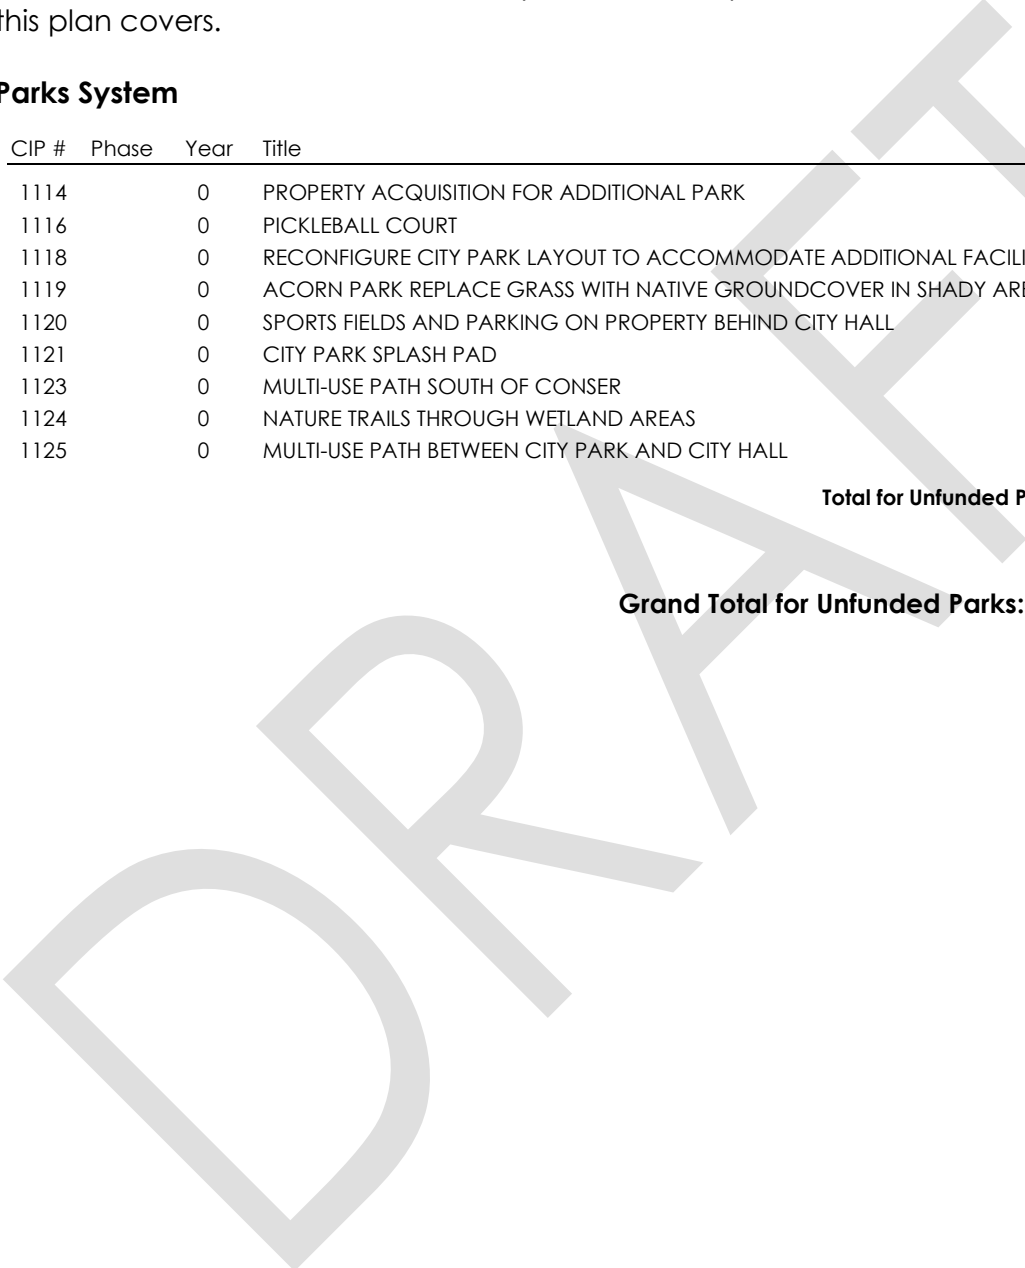 this plan covers.
Parks System
CIP # Phase Year Title
1114 0 PROPERTY ACQUISITION FOR ADDITIONAL PARK
1116 0 PICKLEBALL COURT
1118 0 RECONFIGURE CITY PARK LAYOUT TO ACCOMMODATE ADDITIONAL FACILI
1119 0 ACORN PARK REPLACE GRASS WITH NATIVE GROUNDCOVER IN SHADY ARE
1120 0 SPORTS FIELDS AND PARKING ON PROPERTY BEHIND CITY HALL
1121 0 CITY PARK SPLASH PAD
1123 0 MULTI-USE PATH SOUTH OF CONSER
1124 0 NATURE TRAILS THROUGH WETLAND AREAS
1125 0 MULTI-USE PATH BETWEEN CITY PARK AND CITY HALL
Total for Unfunded P
Grand Total for Unfunded Parks:
DRAFT